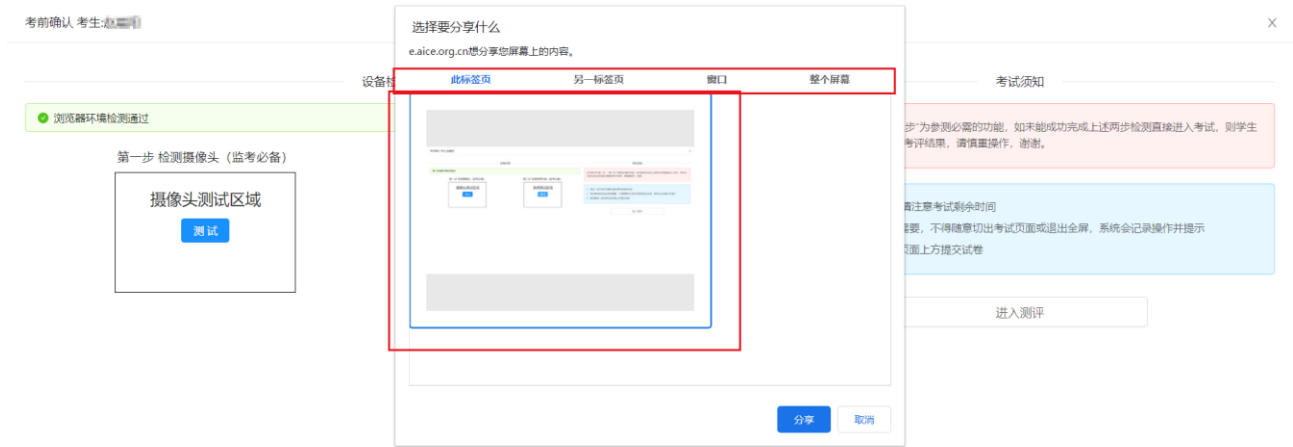 考前确认 考生:
选择要分享什么
e.aice.org.cn想分享您屏幕上的内容。
此标签页 另一标签页 窗口 整个屏幕
设备检
考试须知
浏览器环境检测通过
第一步 检测摄像头（监考必备）
摄像头测试区域
测试
步”为参测必需的功能，如未能成功完成上述两步检测直接进入考试，则学生
考评结果，请慎重操作，谢谢。
请注意考试剩余时间
需要，不得随意切出考试页面或退出全屏，系统会记录操作并提示
页面上方提交试卷
进入测评
分享 取消